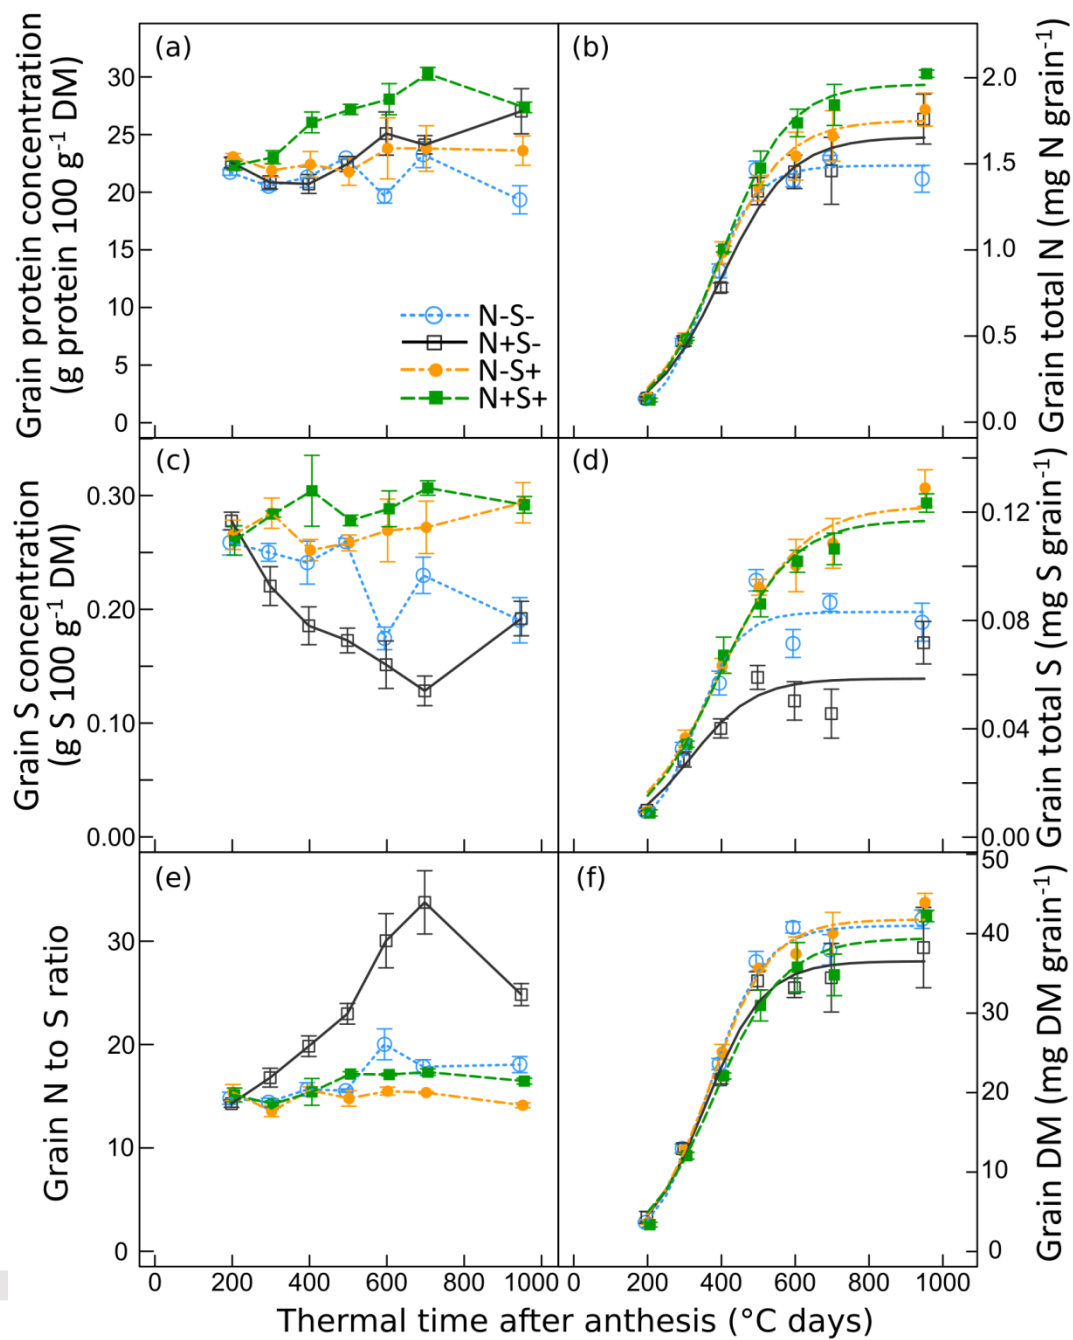 (a)
(b)
Grain protein concentration
(g protein 100 g⁻¹ DM)
30
25
20
15
10
5
0
N-S-
N+S-
N-S+
N+S+
2.0
1.5
1.0
0.5
0.0
Grain total N (mg N grain⁻¹)
(c)
(d)
Grain S concentration
(g S 100 g⁻¹ DM)
0.30
0.20
0.10
0.00
0.12
0.08
0.04
0.00
Grain total S (mg S grain⁻¹)
(e)
(f)
Grain N to S ratio
30
20
10
0
50
40
30
20
10
0
Grain DM (mg DM grain⁻¹)
0 200 400 600 800 1000 0 200 400 600 800 1000
Thermal time after anthesis (°C days)